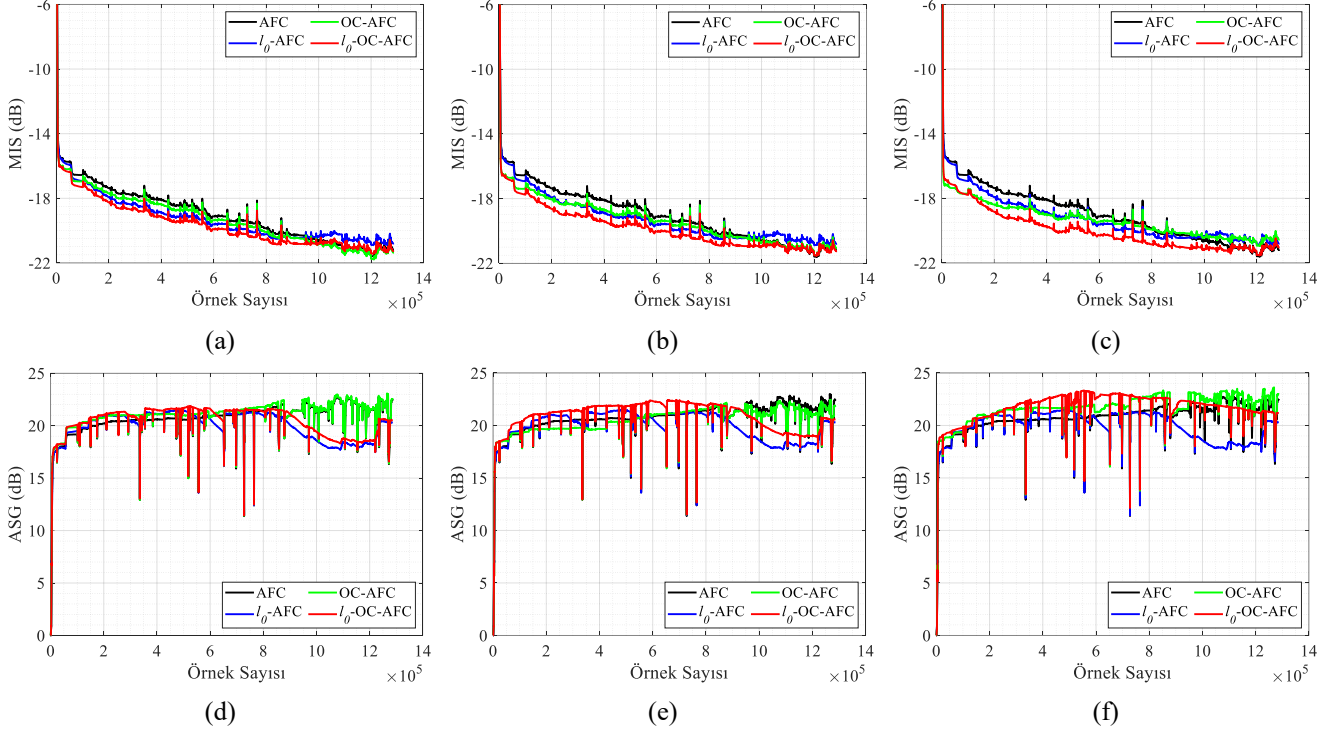 -6
-10
-14
-18
-22
MIS (dB)
AFC
OC-AFC
l0-AFC
l0-OC-AFC
0
2
4
6
8
10
12
14
×10^5
Örnek Sayısı
(a)
-6
-10
-14
-18
-22
MIS (dB)
AFC
OC-AFC
l0-AFC
l0-OC-AFC
0
2
4
6
8
10
12
14
×10^5
Örnek Sayısı
(b)
-6
-10
-14
-18
-22
MIS (dB)
AFC
OC-AFC
l0-AFC
l0-OC-AFC
0
2
4
6
8
10
12
14
×10^5
Örnek Sayısı
(c)
25
20
15
10
5
0
ASG (dB)
AFC
OC-AFC
l0-AFC
l0-OC-AFC
0
2
4
6
8
10
12
14
×10^5
Örnek Sayısı
(d)
25
20
15
10
5
0
ASG (dB)
AFC
OC-AFC
l0-AFC
l0-OC-AFC
0
2
4
6
8
10
12
14
×10^5
Örnek Sayısı
(e)
25
20
15
10
5
0
ASG (dB)
AFC
OC-AFC
l0-AFC
l0-OC-AFC
0
2
4
6
8
10
12
14
×10^5
Örnek Sayısı
(f)